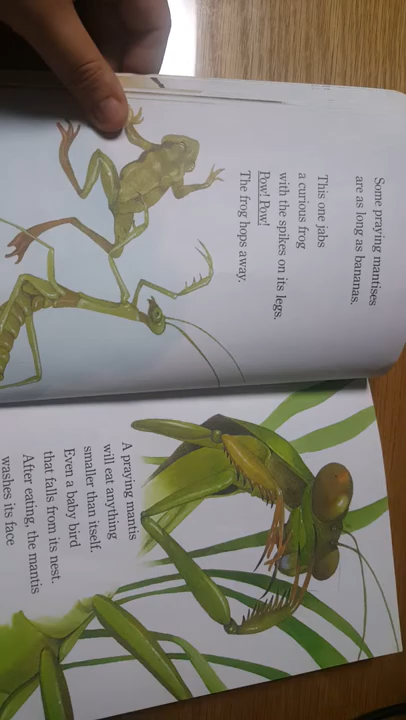 Some praying mantises
are as long as bananas.
This one jabs
a curious frog
with the spikes on its legs.
Pow! Pow!
The frog hops away.
A praying mantis
will eat anything
smaller than itself.
Even a baby bird
that falls from its nest.
After eating, the mantis
washes its face